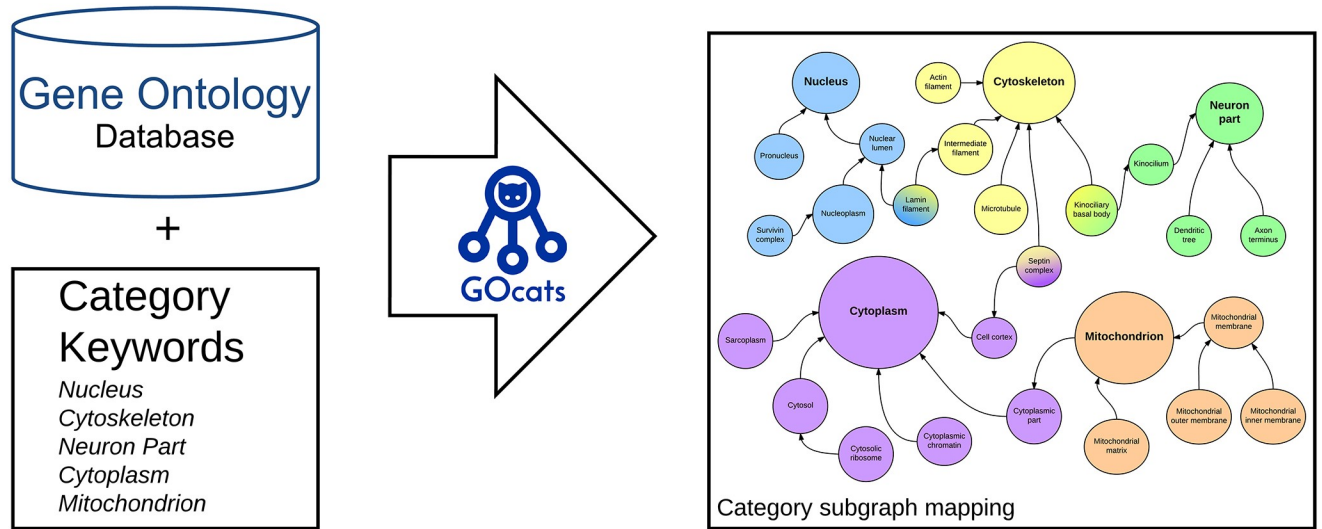 Gene Ontology
Database
+
Category
Keywords
Nucleus
Cytoskeleton
Neuron Part
Cytoplasm
Mitochondrion
GOcats
Nucleus
Actin
filament
Cytoskeleton
Neuron
part
Pronucleus
Nuclear
lumen
Intermediate
filament
Kinocilium
Survivin
complex
Nucleoplasm
Lamin
filament
Microtubule
Kinociliary
basal body
Dendritic
tree
Axon
terminus
Septin
complex
Cytoplasm
Sarcoplasm
Cell cortex
Mitochondrion
Mitochondrial
membrane
Cytosol
Cytosolic
ribosome
Cytoplasmic
chromatin
Cytoplasmic
part
Mitochondrial
matrix
Mitochondrial
outer membrane
Mitochondrial
inner membrane
Category subgraph mapping